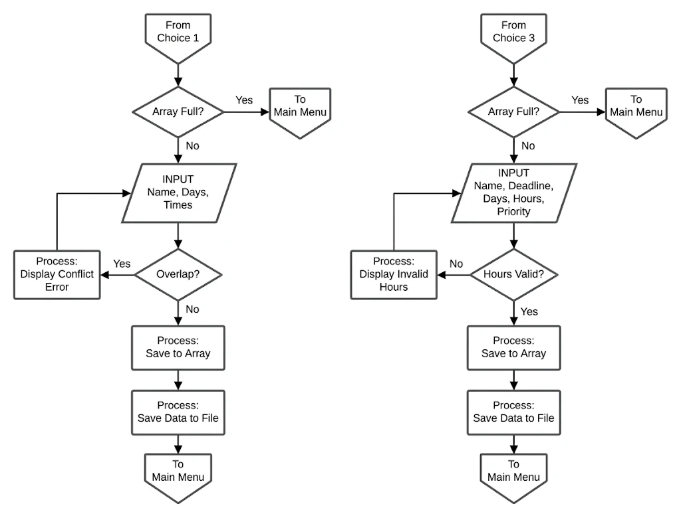 From
Choice 1
Array Full?
Yes
To
Main Menu
No
INPUT
Name, Days,
Times
Process:
Display Conflict
Error
Yes
Overlap?
No
Process:
Save to Array
Process:
Save Data to File
To
Main Menu
From
Choice 3
Array Full?
Yes
To
Main Menu
No
INPUT
Name, Deadline,
Days, Hours,
Priority
Process:
Display Invalid
Hours
No
Hours Valid?
Yes
Process:
Save to Array
Process:
Save Data to File
To
Main Menu